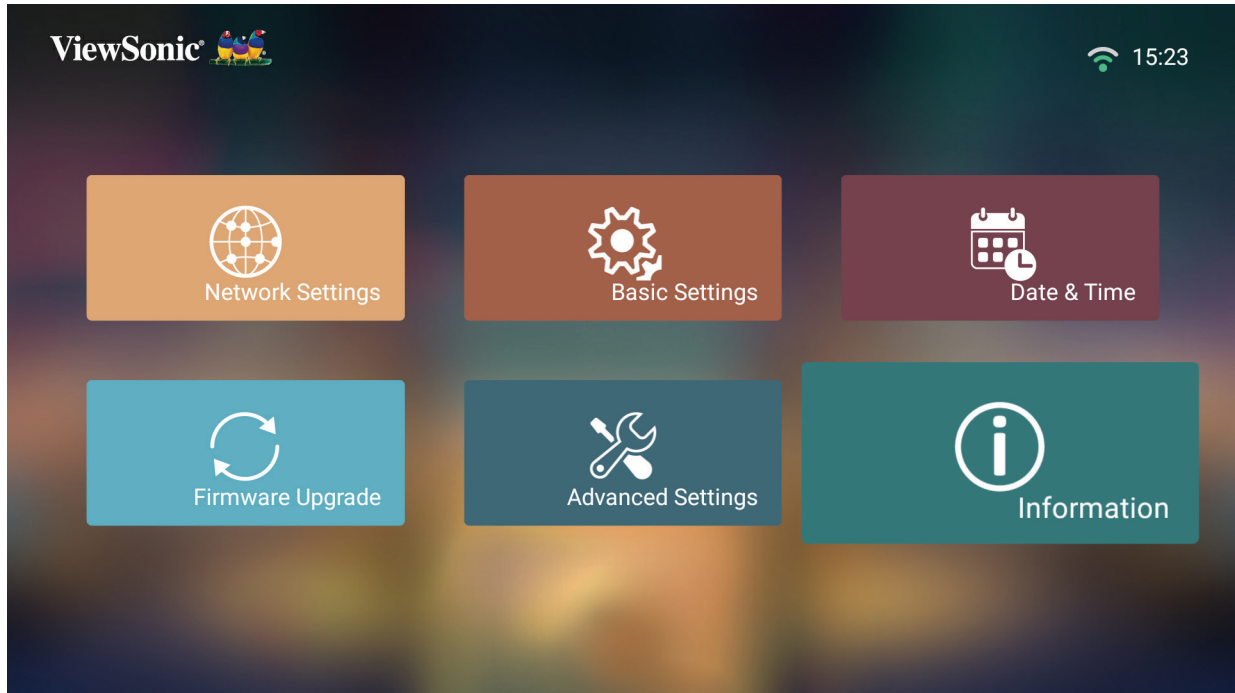 ViewSonic®
15:23
Network Settings
Basic Settings
Date & Time
Firmware Upgrade
Advanced Settings
Information